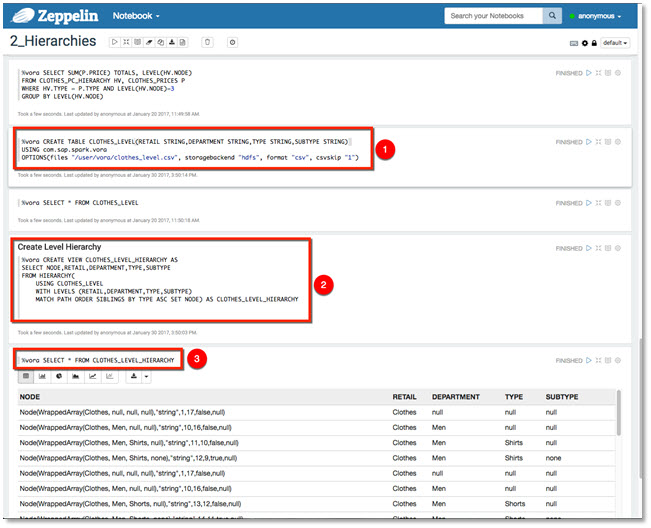 Zeppelin Notebook Search your Notebooks anonymous
2_Hierarchies default
%vora SELECT SUM(P.PRICE) TOTALS, LEVEL(HV.NODE) FINISHED
FROM CLOTHES_PC_HIERARCHY HV, CLOTHES_PRICES P
WHERE HV.TYPE = P.TYPE AND LEVEL(HV.NODE)=3
GROUP BY LEVEL(HV.NODE)
Took a few seconds. Last updated by anonymous at January 20 2017, 11:49:58 AM.
%vora CREATE TABLE CLOTHES_LEVEL(RETAIL STRING,DEPARTMENT STRING,TYPE STRING,SUBTYPE STRING) FINISHED
USING com.sap.spark.vora
OPTIONS(files "/user/vora/clothes_level.csv", storagebackend "hdfs", format "csv", csvskip "1")
1
Took a few seconds. Last updated by anonymous at January 30 2017, 3:50:14 PM.
%vora SELECT * FROM CLOTHES_LEVEL FINISHED
Took a few seconds. Last updated by anonymous at January 20 2017, 11:50:18 AM.
Create Level Hierarchy FINISHED
%vora CREATE VIEW CLOTHES_LEVEL_HIERARCHY AS
SELECT NODE,RETAIL,DEPARTMENT,TYPE,SUBTYPE
FROM HIERARCHY(
USING CLOTHES_LEVEL
WITH LEVELS (RETAIL,DEPARTMENT,TYPE,SUBTYPE)
MATCH PATH ORDER SIBLINGS BY TYPE ASC SET NODE) AS CLOTHES_LEVEL_HIERARCHY
2
Took a few seconds. Last updated by anonymous at January 30 2017, 3:50:03 PM.
%vora SELECT * FROM CLOTHES_LEVEL_HIERARCHY 3 FINISHED
NODE RETAIL DEPARTMENT TYPE SUBTYPE
Node(WrappedArray(Clothes, null, null, null),"string",1,17,false,null) Clothes null null null
Node(WrappedArray(Clothes, Men, null, null),"string",10,16,false,null) Clothes Men null null
Node(WrappedArray(Clothes, Men, Shirts, null),"string",11,10,false,null) Clothes Men Shirts null
Node(WrappedArray(Clothes, Men, Shirts, none),"string",12,9,true,null) Clothes Men Shirts none
Node(WrappedArray(Clothes, null, null, null),"string",1,17,false,null) Clothes null null null
Node(WrappedArray(Clothes, Men, null, null),"string",10,16,false,null) Clothes Men null null
Node(WrappedArray(Clothes, Men, Shorts, null),"string",13,12,false,null) Clothes Men Shorts null